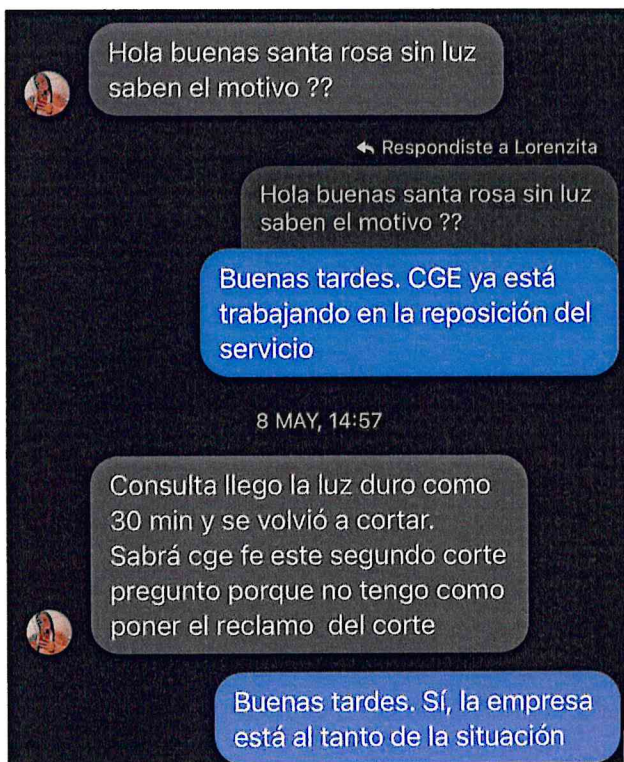 Hola buenas santa rosa sin luz
saben el motivo ??
Respondiste a Lorenzita
Hola buenas santa rosa sin luz
saben el motivo ??
Buenas tardes. CGE ya está
trabajando en la reposición del
servicio
8 MAY, 14:57
Consulta llego la luz duro como
30 min y se volvió a cortar.
Sabrá cge fe este segundo corte
pregunto porque no tengo como
poner el reclamo del corte
Buenas tardes. Sí, la empresa
está al tanto de la situación